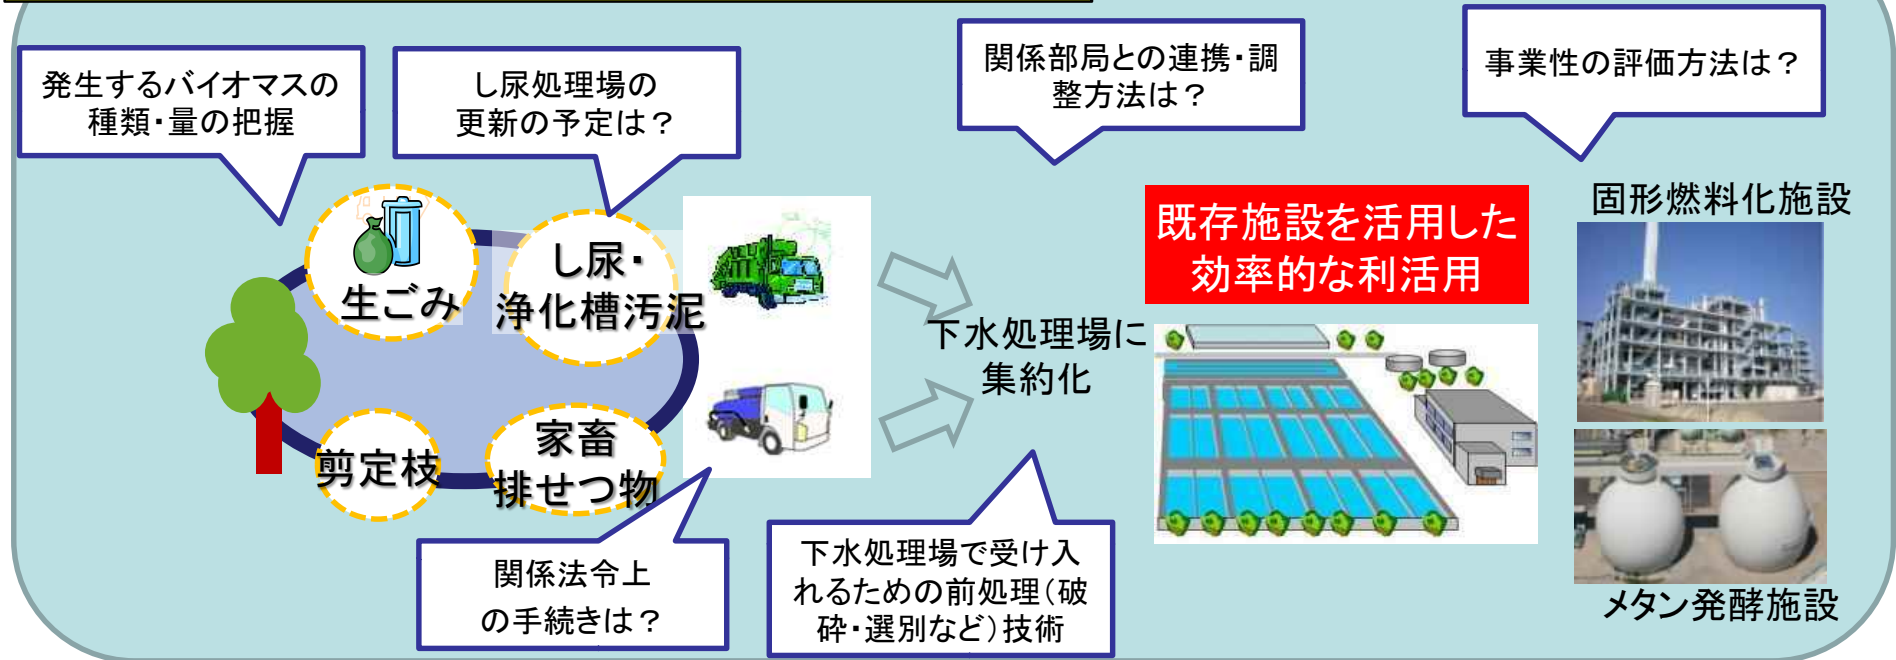 発生するバイオマスの
種類・量の把握
し尿処理場の
更新の予定は？
関係部局との連携・調
整方法は？
事業性の評価方法は？
生ごみ
し尿・
浄化槽汚泥
剪定枝
家畜
排せつ物
下水処理場に
集約化
既存施設を活用した
効率的な利活用
固形燃料化施設
メタン発酵施設
関係法令上
の手続きは？
下水処理場で受け入
れるための前処理（破
砕・選別など）技術